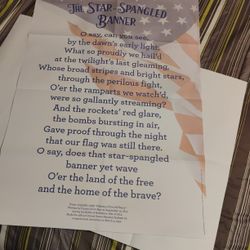 The Star-Spangled
Banner
O say, can you see,
by the dawn's early light,
What so proudly we hail'd
at the twilight's last gleaming,
Whose broad stripes and bright stars,
through the perilous fight,
O'er the ramparts we watch'd,
were so gallantly streaming?
And the rockets' red glare,
the bombs bursting in air,
Gave proof through the night
that our flag was still there.
O say, does that star-spangled
banner yet wave
O'er the land of the free
and the home of the brave?